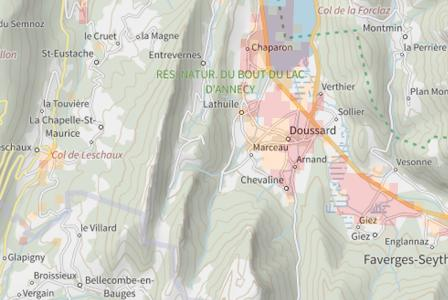 Col de la Forclaz
du Semnoz
le Cruet
la Magne
Montmin
St-Eustache
Entrevernes
Chaparon
la Perrière
RÉS. NATUR. DU BOUT DU LAC
D'ANNECY
Verthier
Plan Mon
la Touvière
Lathuile
Sollier
La Chapelle-St-
Maurice
Doussard
Marceau
Col de Leschaux
Arnand
Vesonne
Chevaline
Giez
le Villard
Giez
Englannaz
Glapigny
Faverges-Seyth
Broissieux
Bellecombe-en-
Bauges
Vergain